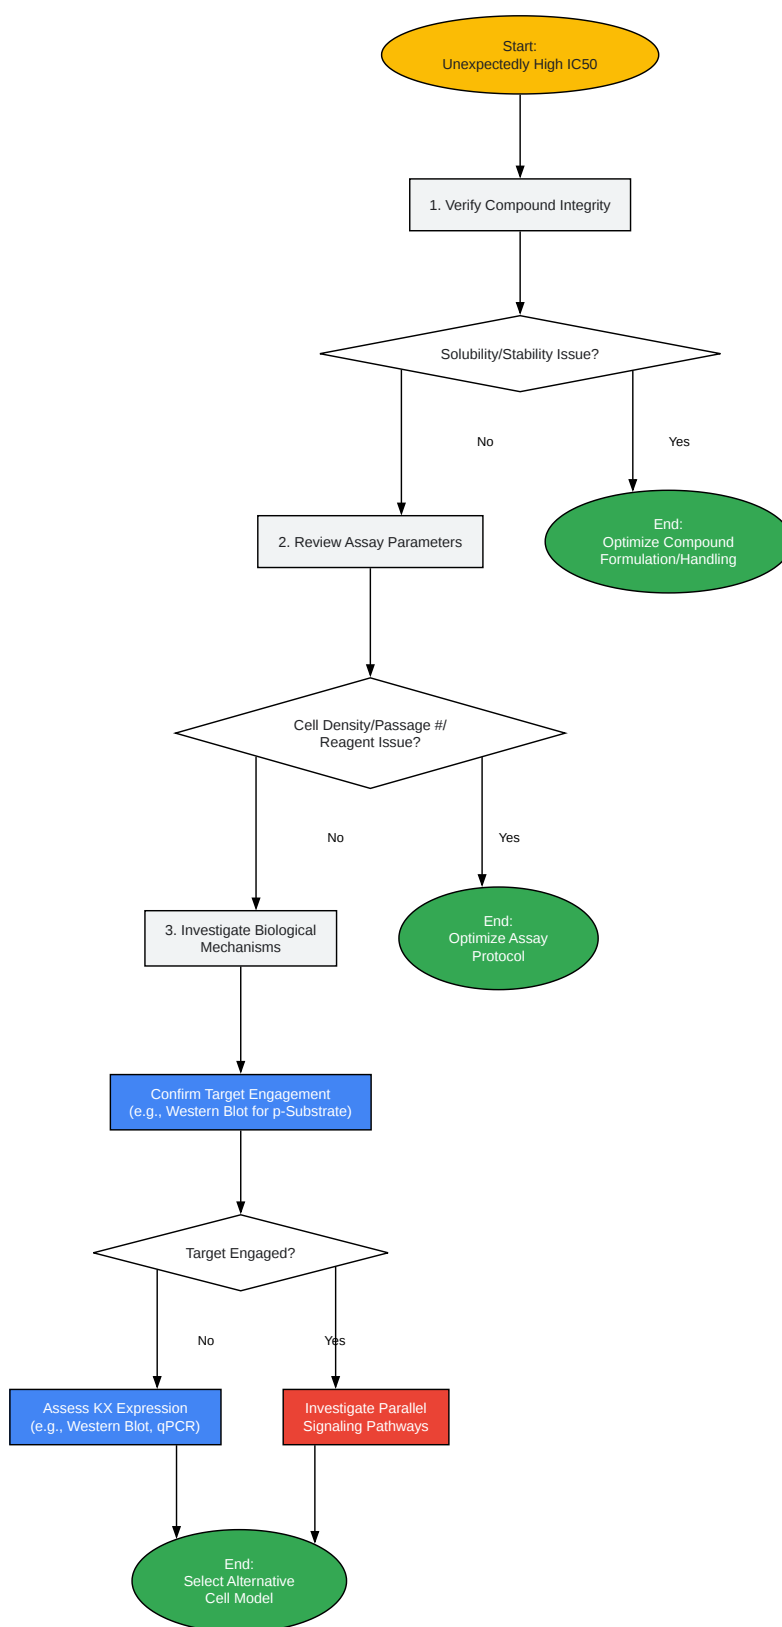 Start:
Unexpectedly High IC50
1. Verify Compound Integrity
Solubility/Stability Issue?
No
Yes
End:
Optimize Compound
Formulation/Handling
2. Review Assay Parameters
Cell Density/Passage #/
Reagent Issue?
No
Yes
End:
Optimize Assay
Protocol
3. Investigate Biological
Mechanisms
Confirm Target Engagement
(e.g., Western Blot for p-Substrate)
Target Engaged?
No
Yes
Assess KX Expression
(e.g., Western Blot, qPCR)
Investigate Parallel
Signaling Pathways
End:
Select Alternative
Cell Model